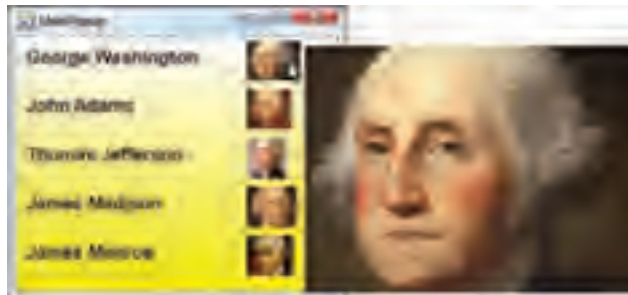 George Washington
John Adams
Thomas Jefferson
James Madison
James Monroe